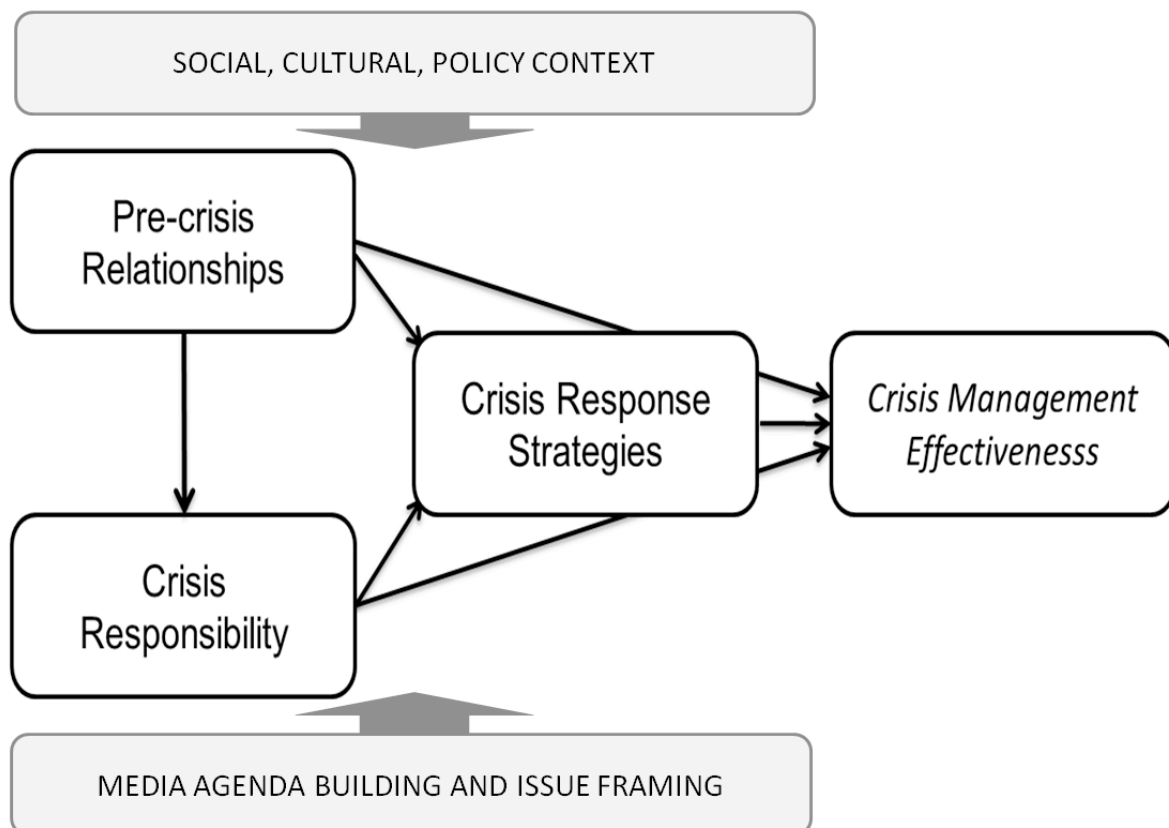 SOCIAL, CULTURAL, POLICY CONTEXT
Pre-crisis
Relationships
Crisis Response
Strategies
Crisis Management
Effectivenesss
Crisis
Responsibility
MEDIA AGENDA BUILDING AND ISSUE FRAMING